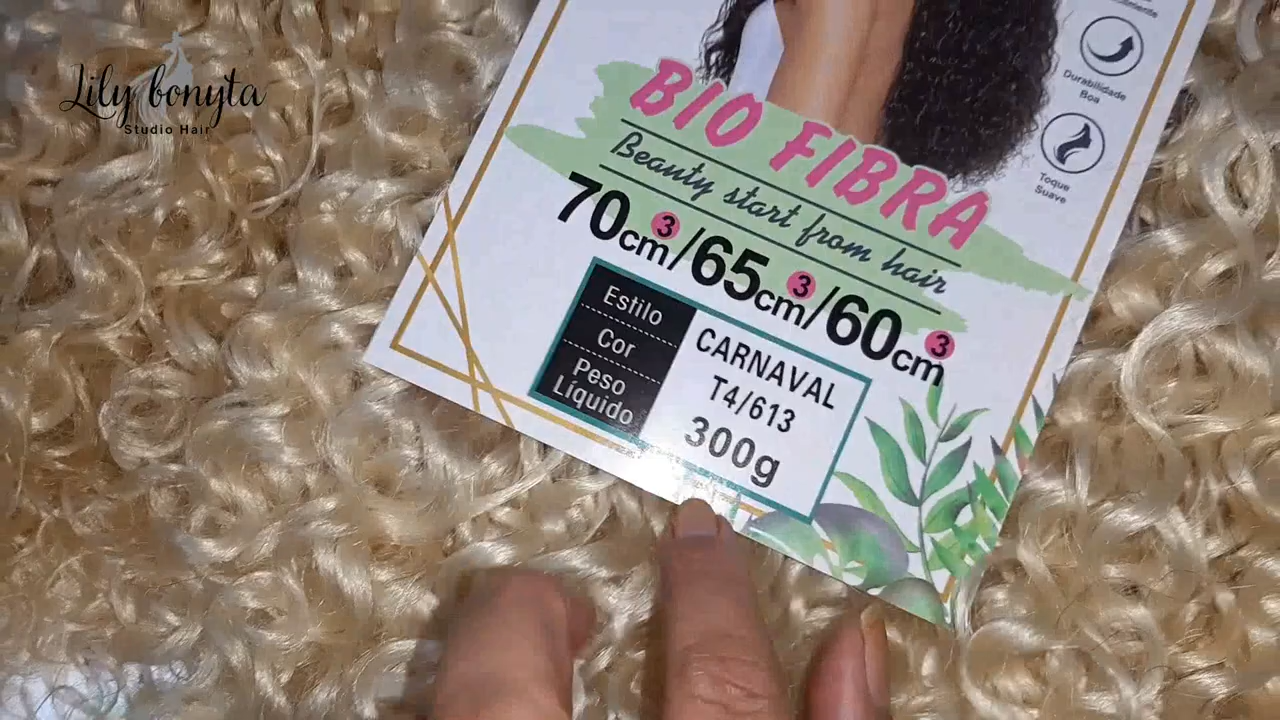 Lily bonyta
Studio Hair
Durabilidade
Boa
Toque
Suave
BIO FIBRA
Beauty start from hair
70cm 3 / 65cm 3 / 60cm 3
Estilo CARNAVAL
Cor T4/613
Peso Líquido 300g